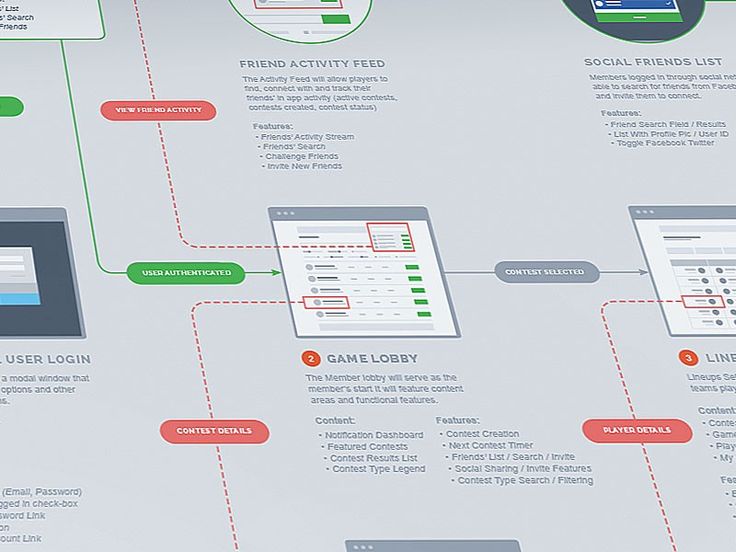 s' List
s' Search
Friends
FRIEND ACTIVITY FEED
The Activity Feed will allow players to
find, connect with and track their
friends' in app activity (active contests,
contests created, contest status)
Features:
• Friends' Activity Stream
• Friends' Search
• Challenge Friends
• Invite New Friends
SOCIAL FRIENDS LIST
Members logged in through social net
able to search for friends from Faceb
and invite them to connect.
Features:
• Friend Search Field / Results
• List With Profile Pic / User ID
• Toggle Facebook Twitter
VIEW FRIEND ACTIVITY
USER AUTHENTICATED
CONTEST SELECTED
L USER LOGIN
a modal window that
options and other
ns.
2 GAME LOBBY
The Member lobby will serve as the
member's start it will feature content
areas and functional features.
Content:
• Notification Dashboard
• Featured Contests
• Contest Results List
• Contest Type Legend
Features:
• Contest Creation
• Next Contest Timer
• Friends' List / Search / Invite
• Social Sharing / Invite Features
• Contest Type Search / Filtering
3 LINE
Lineups Se
teams play
Content:
• Conte
• Game
• Playe
• My
Fea
CONTEST DETAILS
PLAYER DETAILS
(Email, Password)
gged in check-box
sword Link
on
count Link